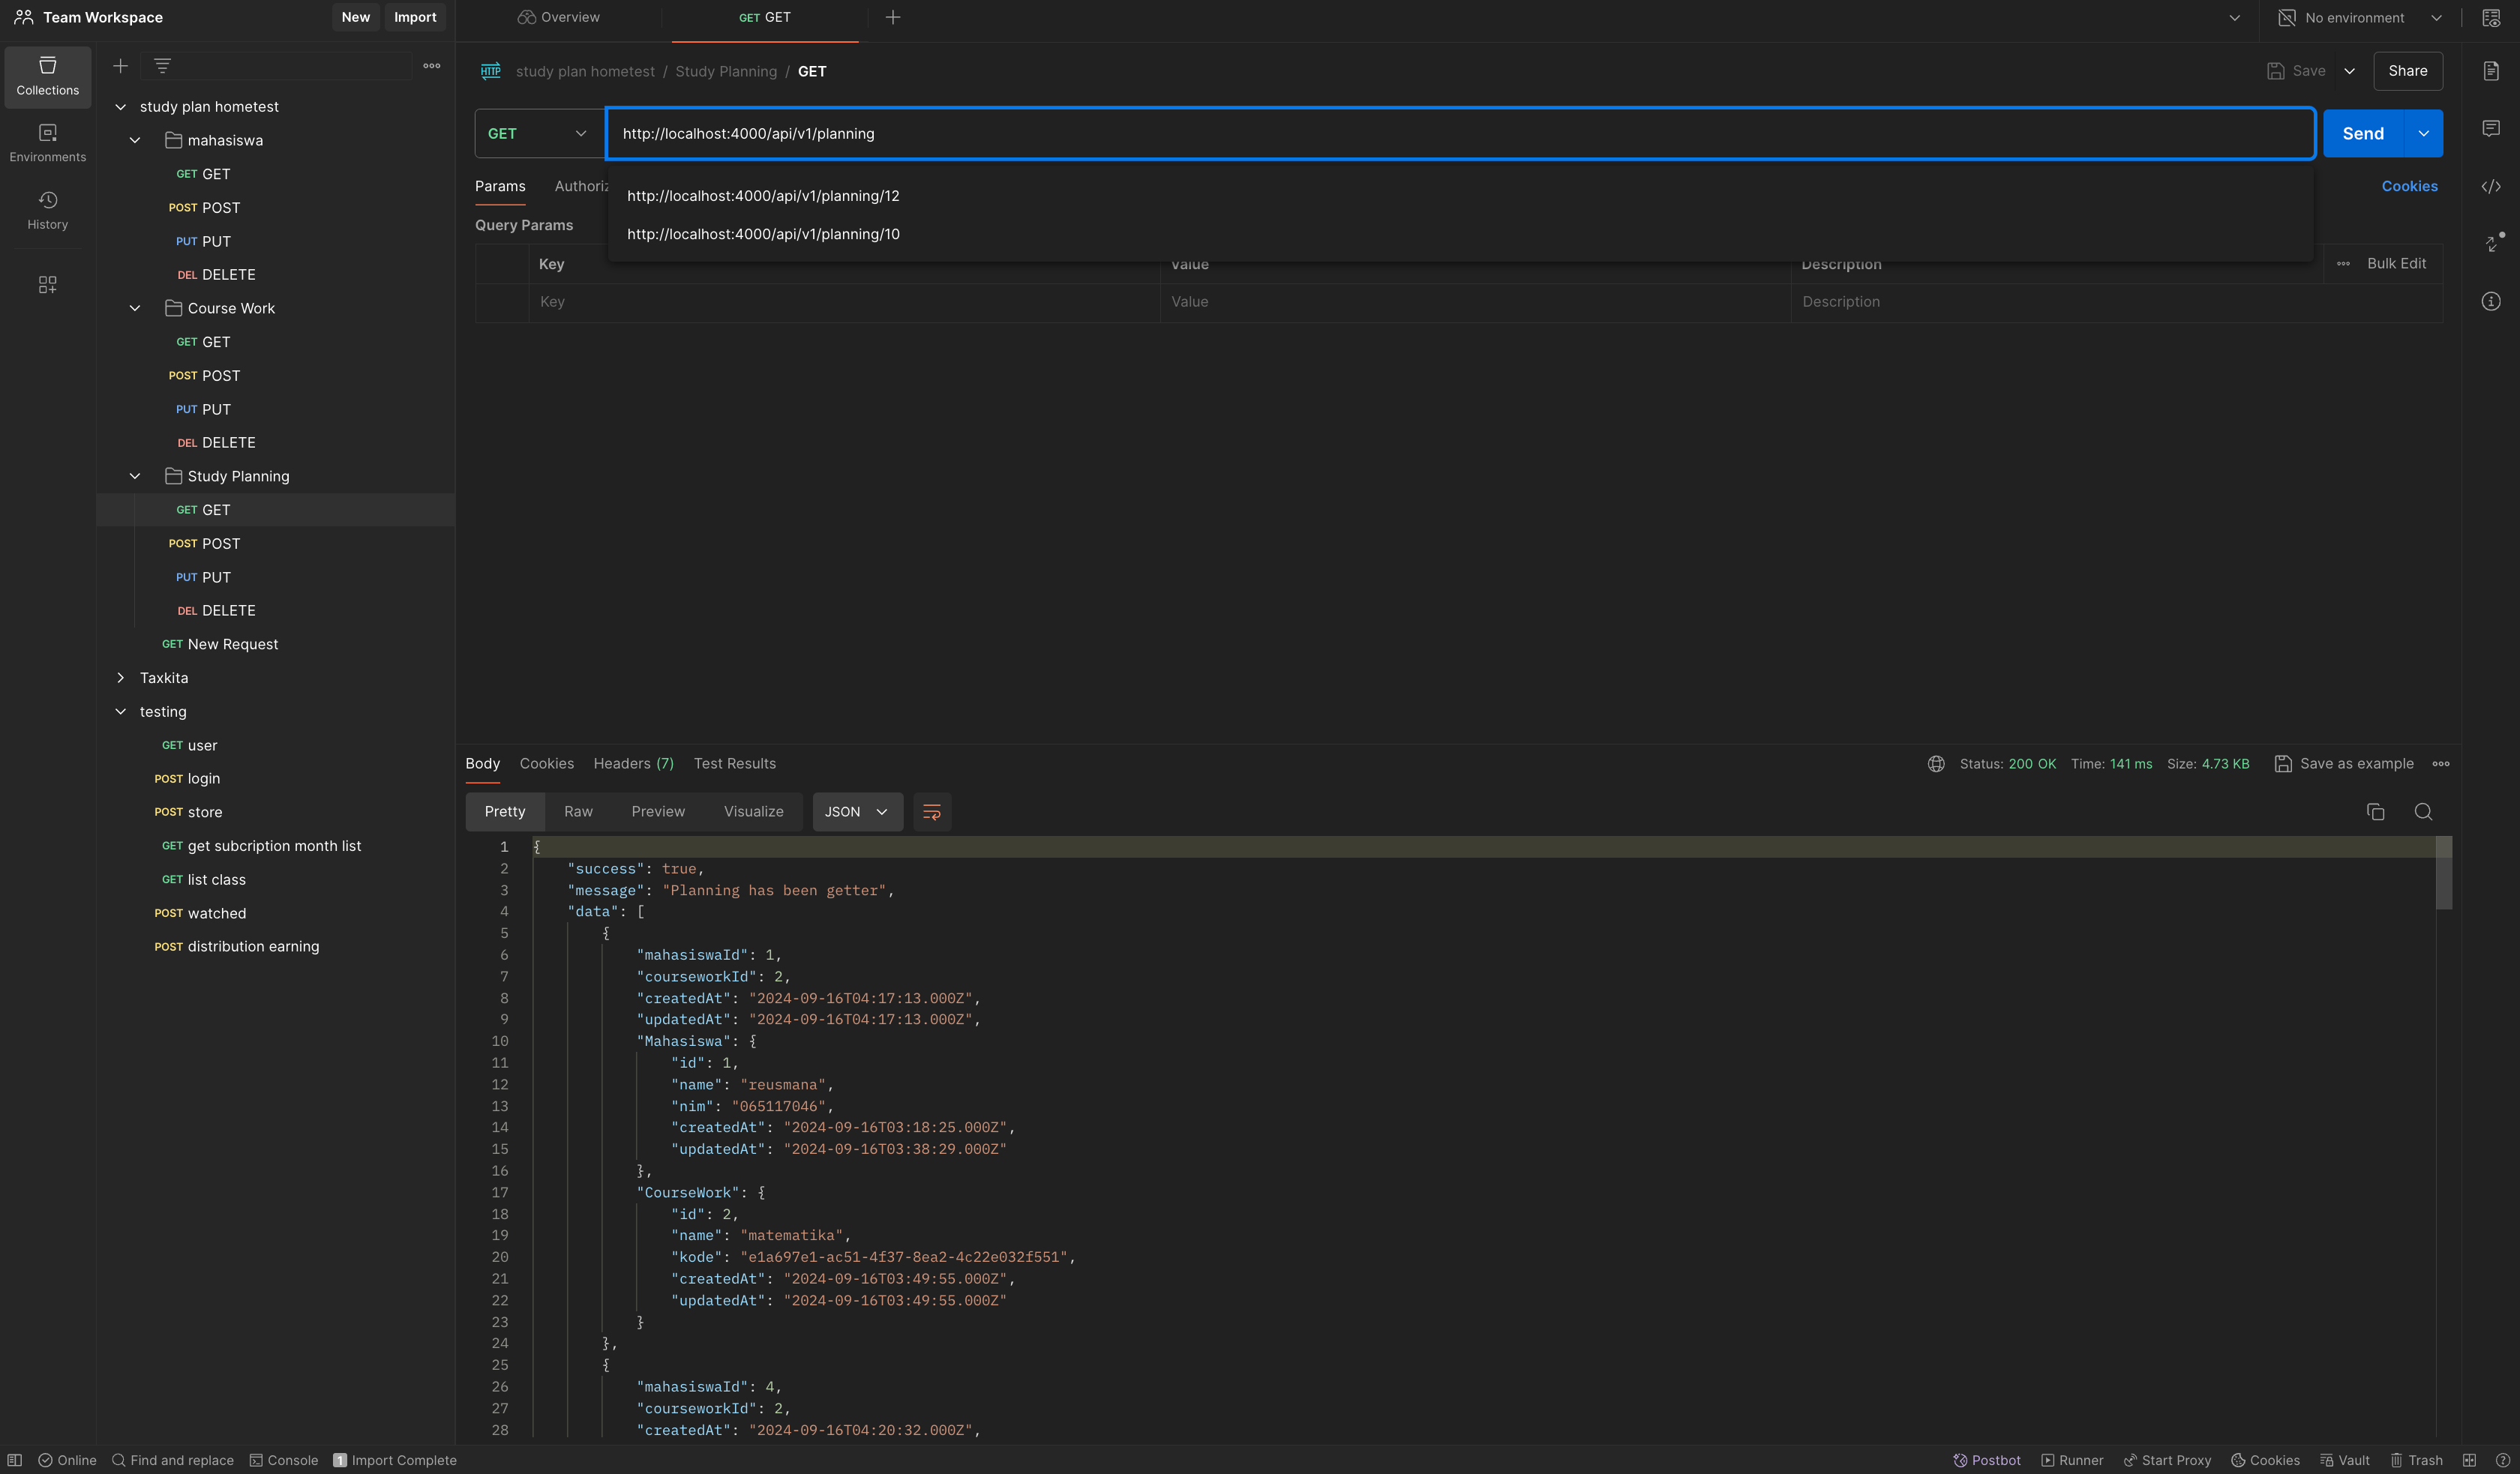 Team Workspace
New
Import
Overview
GET GET
No environment
Collections
Environments
History
study plan hometest
mahasiswa
GET GET
POST POST
PUT PUT
DEL DELETE
Course Work
GET GET
POST POST
PUT PUT
DEL DELETE
Study Planning
GET GET
POST POST
PUT PUT
DEL DELETE
GET New Request
Taxkita
testing
GET user
POST login
POST store
GET get subcription month list
GET list class
POST watched
POST distribution earning
HTTP study plan hometest / Study Planning / GET
Save
Share
GET
http://localhost:4000/api/v1/planning
Send
Params
Authoriz
Cookies
http://localhost:4000/api/v1/planning/12
http://localhost:4000/api/v1/planning/10
Query Params
Key
Value
Description
Bulk Edit
Key
Value
Description
Body
Cookies
Headers (7)
Test Results
Status: 200 OK
Time: 141 ms
Size: 4.73 KB
Save as example
Pretty
Raw
Preview
Visualize
JSON
1 {
2 "success": true,
3 "message": "Planning has been getter",
4 "data": [
5 {
6 "mahasiswaId": 1,
7 "courseworkId": 2,
8 "createdAt": "2024-09-16T04:17:13.000Z",
9 "updatedAt": "2024-09-16T04:17:13.000Z",
10 "Mahasiswa": {
11 "id": 1,
12 "name": "reusmana",
13 "nim": "065117046",
14 "createdAt": "2024-09-16T03:18:25.000Z",
15 "updatedAt": "2024-09-16T03:38:29.000Z"
16 },
17 "CourseWork": {
18 "id": 2,
19 "name": "matematika",
20 "kode": "e1a697e1-ac51-4f37-8ea2-4c22e032f551",
21 "createdAt": "2024-09-16T03:49:55.000Z",
22 "updatedAt": "2024-09-16T03:49:55.000Z"
23 }
24 },
25 {
26 "mahasiswaId": 4,
27 "courseworkId": 2,
28 "createdAt": "2024-09-16T04:20:32.000Z",
Online
Find and replace
Console
1 Import Complete
Postbot
Runner
Start Proxy
Cookies
Vault
Trash